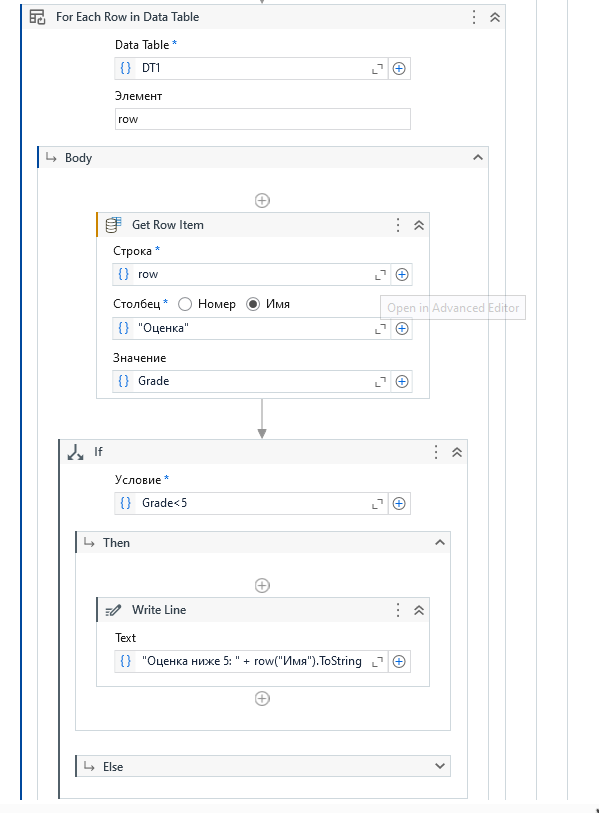 For Each Row in Data Table
Data Table *
DT1
Элемент
row
Body
Get Row Item
Строка *
row
Столбец * Номер Имя
Open in Advanced Editor
"Оценка"
Значение
Grade
If
Условие *
Grade<5
Then
Write Line
Text
"Оценка ниже 5: " + row("Имя").ToString
Else